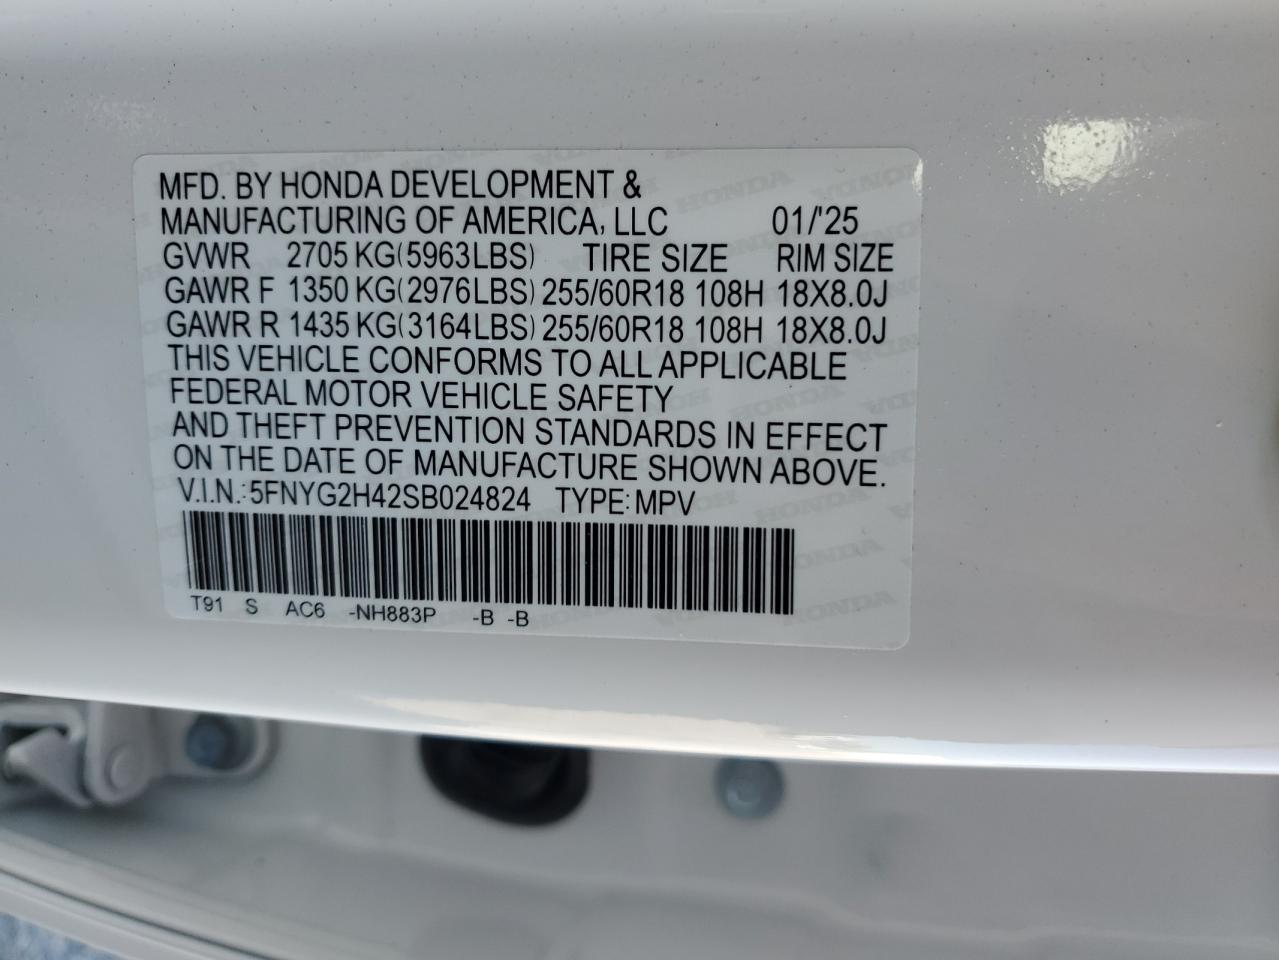 MFD. BY HONDA DEVELOPMENT &
MANUFACTURING OF AMERICA, LLC 01/'25
GVWR 2705 KG(5963LBS) TIRE SIZE RIM SIZE
GAWR F 1350 KG(2976LBS) 255/60R18 108H 18X8.0J
GAWR R 1435 KG(3164LBS) 255/60R18 108H 18X8.0J
THIS VEHICLE CONFORMS TO ALL APPLICABLE
FEDERAL MOTOR VEHICLE SAFETY
AND THEFT PREVENTION STANDARDS IN EFFECT
ON THE DATE OF MANUFACTURE SHOWN ABOVE.
V.I.N.:5FNYG2H42SB024824 TYPE:MPV
T91 S AC6 -NH883P -B -B